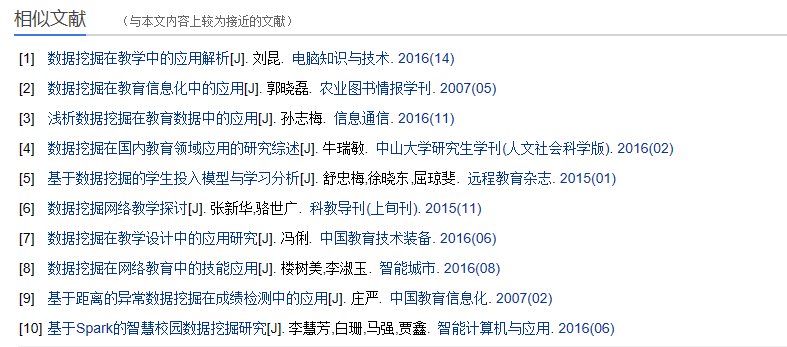 相似文献 （与本文内容上较为接近的文献）
[1] 数据挖掘在教学中的应用解析[J]. 刘昆. 电脑知识与技术. 2016(14)
[2] 数据挖掘在教育信息化中的应用[J]. 郭晓磊. 农业图书情报学刊. 2007(05)
[3] 浅析数据挖掘在教育数据中的应用[J]. 孙志梅. 信息通信. 2016(11)
[4] 数据挖掘在国内教育领域应用的研究综述[J]. 牛瑞敏. 中山大学研究生学刊(人文社会科学版). 2016(02)
[5] 基于数据挖掘的学生投入模型与学习分析[J]. 舒忠梅,徐晓东,屈琼斐. 远程教育杂志. 2015(01)
[6] 数据挖掘网络教学探讨[J]. 张新华,骆世广. 科教导刊(上旬刊). 2015(11)
[7] 数据挖掘在教学设计中的应用研究[J]. 冯俐. 中国教育技术装备. 2016(06)
[8] 数据挖掘在网络教育中的技能应用[J]. 楼树美,李淑玉. 智能城市. 2016(08)
[9] 基于距离的异常数据挖掘在成绩检测中的应用[J]. 庄严. 中国教育信息化. 2007(02)
[10] 基于Spark的智慧校园数据挖掘研究[J]. 李慧芳,白珊,马强,贾鑫. 智能计算机与应用. 2016(06)